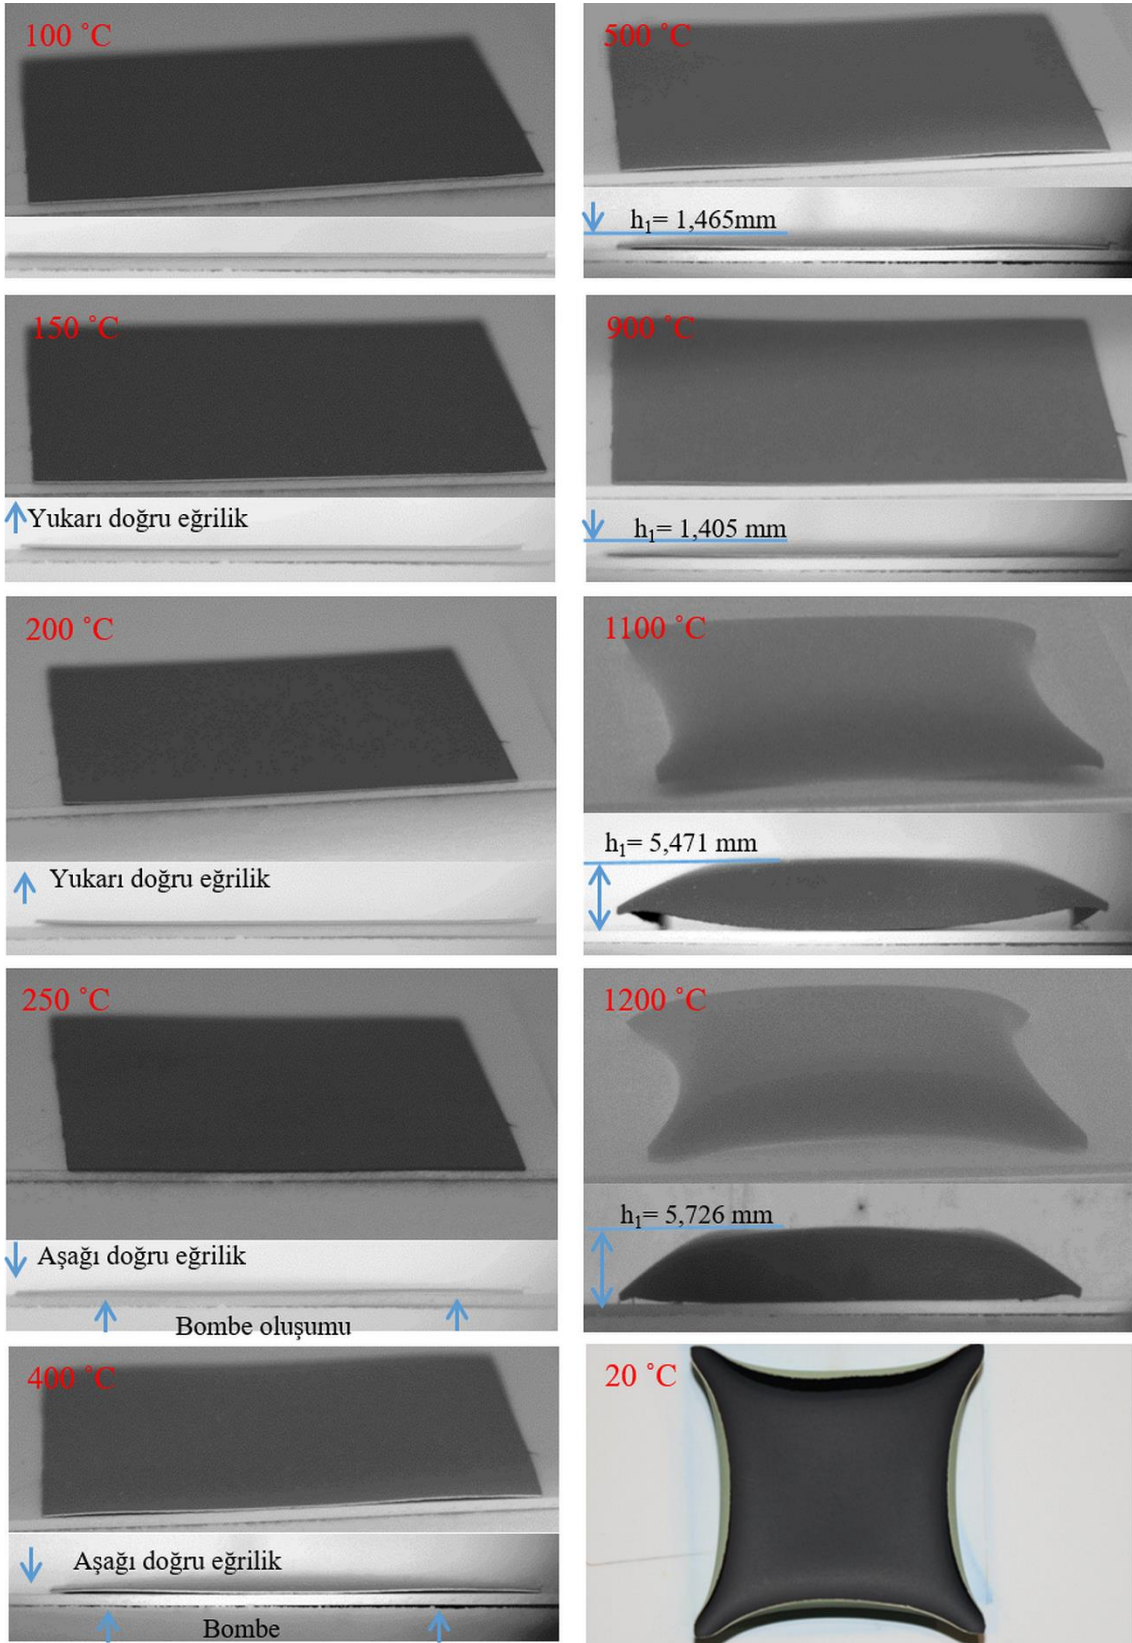 100 ˚C
150 ˚C
Yukarı doğru eğrilik
200 ˚C
Yukarı doğru eğrilik
250 ˚C
Aşağı doğru eğrilik
Bombe oluşumu
400 ˚C
Aşağı doğru eğrilik
Bombe
500 ˚C
h₁= 1,465mm
900 ˚C
h₁= 1,405 mm
1100 ˚C
h₁= 5,471 mm
1200 ˚C
h₁= 5,726 mm
20 ˚C